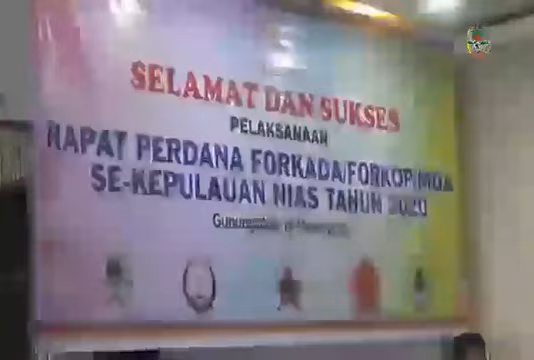 SELAMAT DAN SUKSES
PELAKSANAAN
RAPAT PERDANA FORKADA/FORKOPIMDA
SE-KEPULAUAN NIAS TAHUN 2020